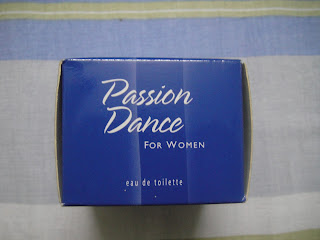 Passion
Dance
FOR WOMEN
eau de toilette